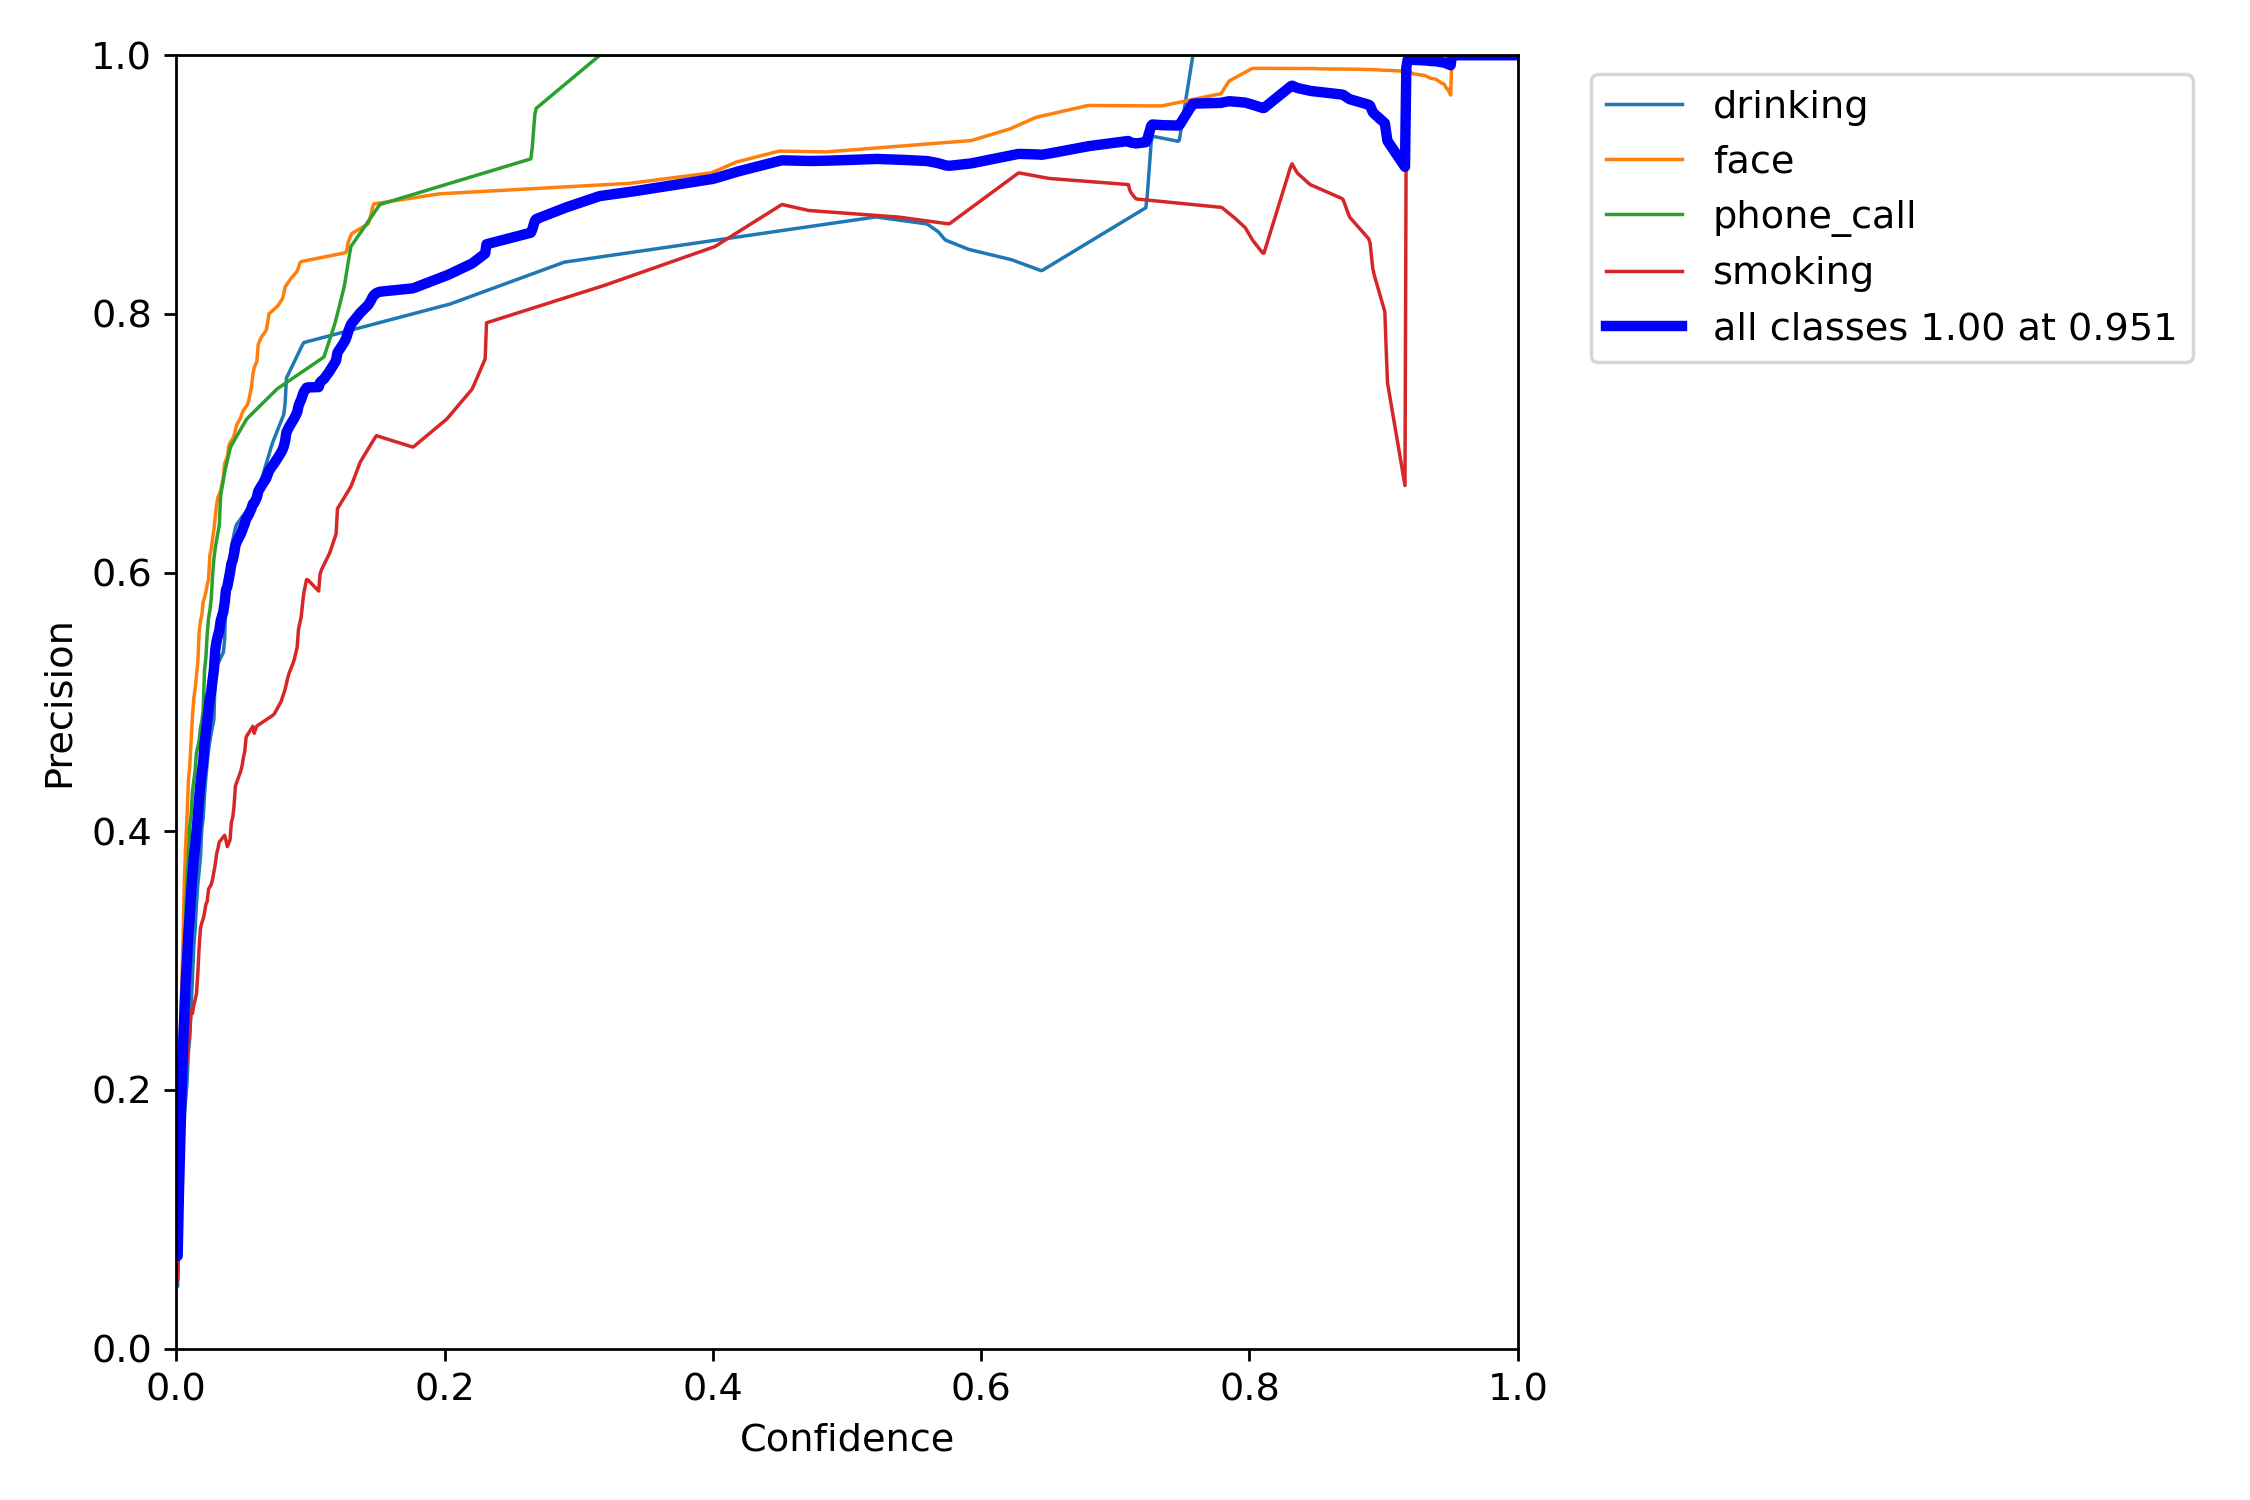 1.0
0.8
0.6
0.4
0.2
0.0
Precision
0.0 0.2 0.4 0.6 0.8 1.0
Confidence
drinking
face
phone_call
smoking
all classes 1.00 at 0.951